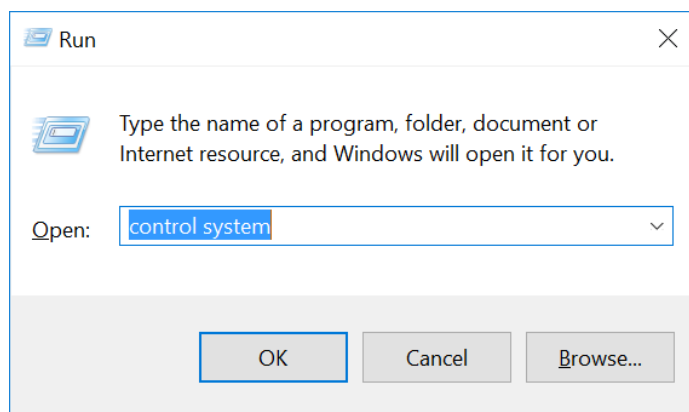 Run
Type the name of a program, folder, document or
Internet resource, and Windows will open it for you.
Open: control system
OK Cancel Browse...